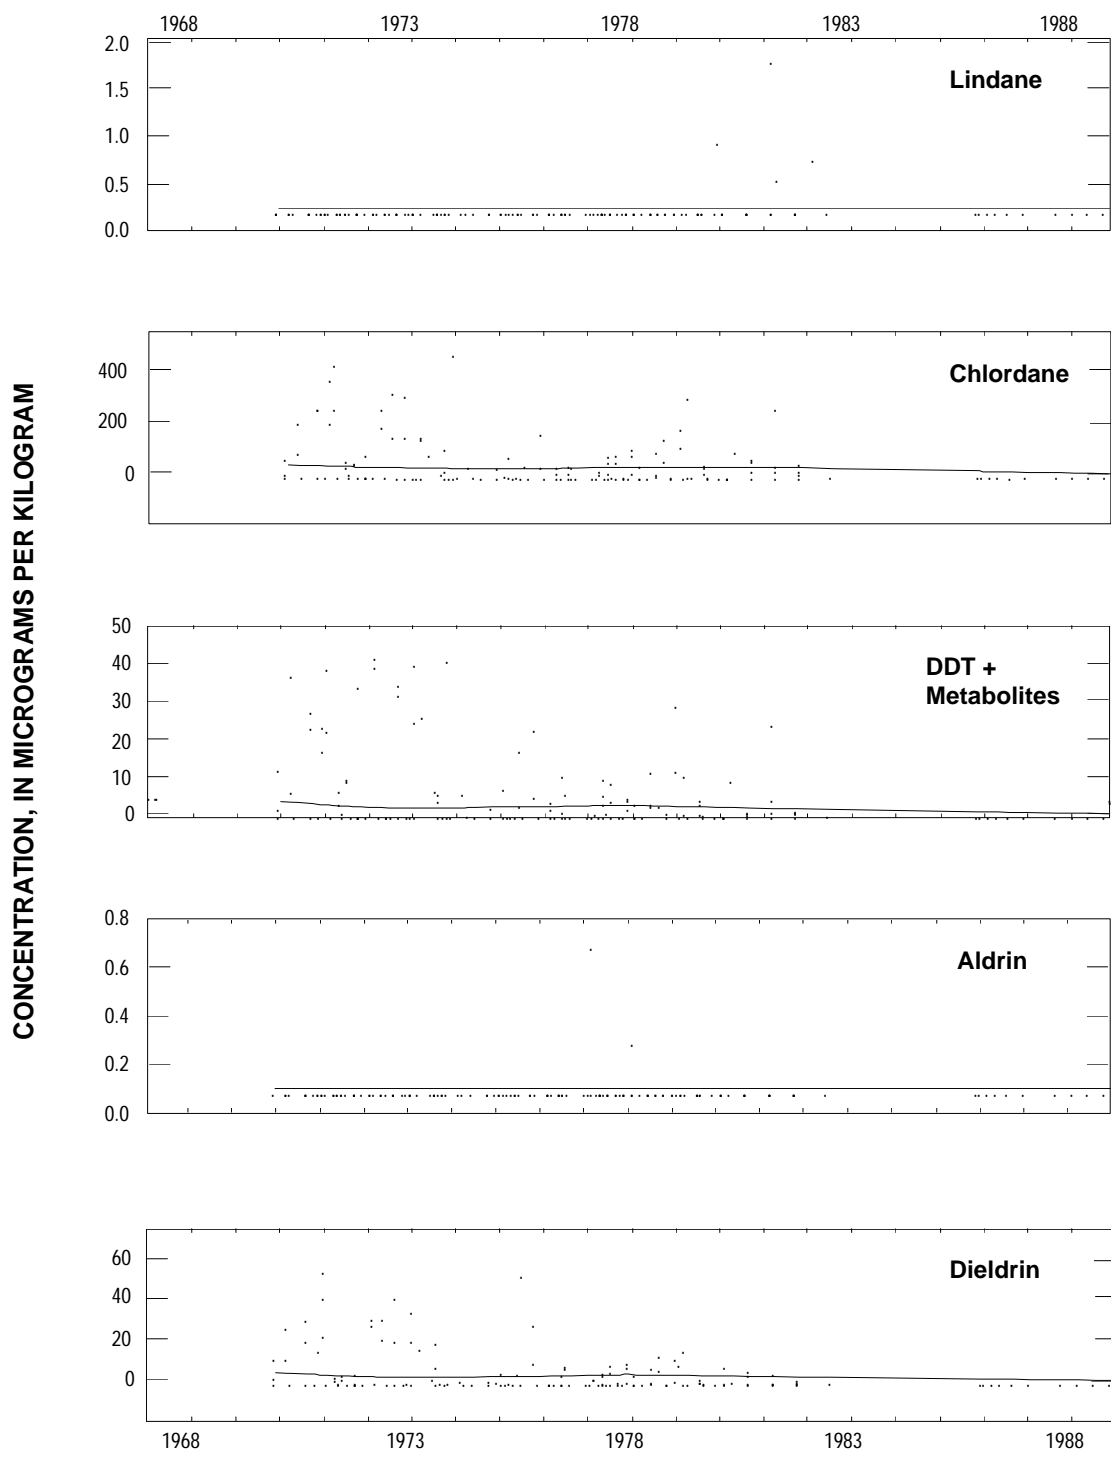 1968 1973 1978 1983 1988
CONCENTRATION, IN MICROGRAMS PER KILOGRAM
2.0
1.5
1.0
0.5
0.0
Lindane
400
200
0
Chlordane
50
40
30
20
10
0
DDT +
Metabolites
0.8
0.6
0.4
0.2
0.0
Aldrin
60
40
20
0
Dieldrin
1968 1973 1978 1983 1988